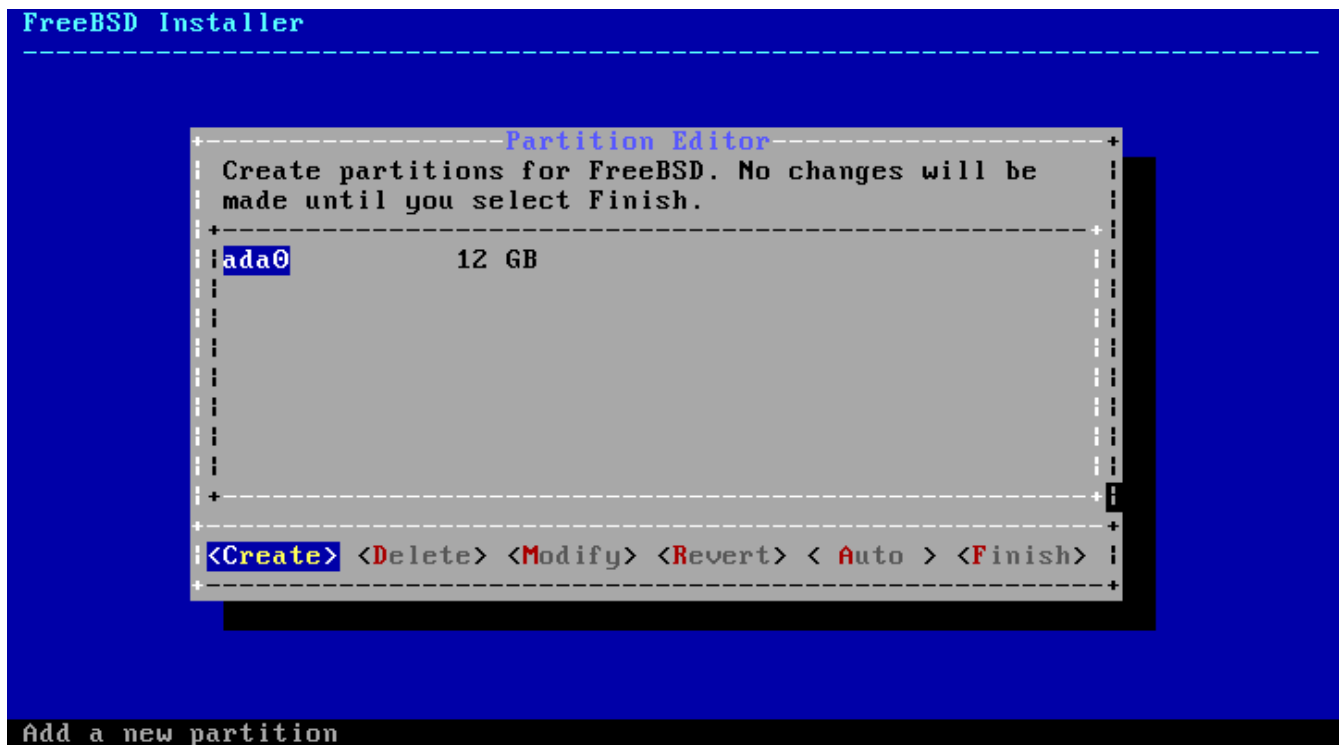 FreeBSD Installer
Partition Editor
Create partitions for FreeBSD. No changes will be
made until you select Finish.
ada0 12 GB
<Create> <Delete> <Modify> <Revert> < Auto > <Finish>
Add a new partition